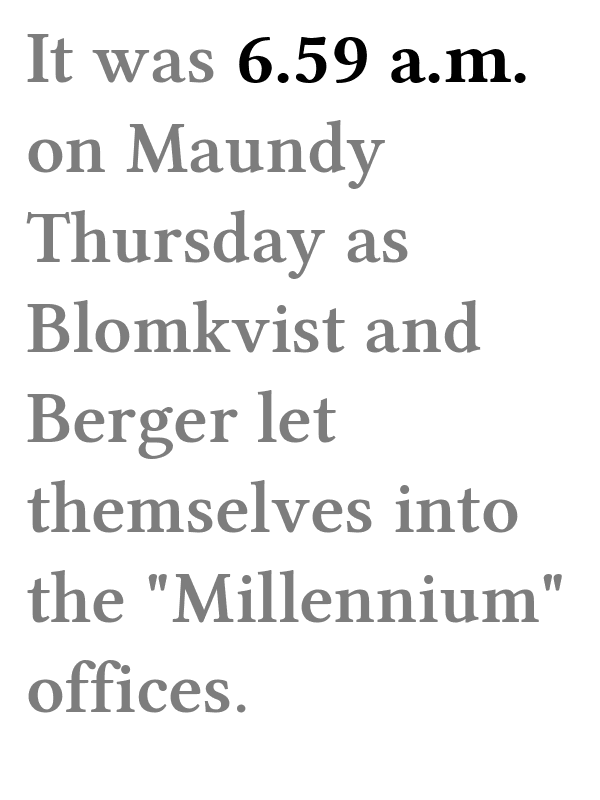 It was 6.59 a.m.
on Maundy
Thursday as
Blomkvist and
Berger let
themselves into
the "Millennium"
offices.